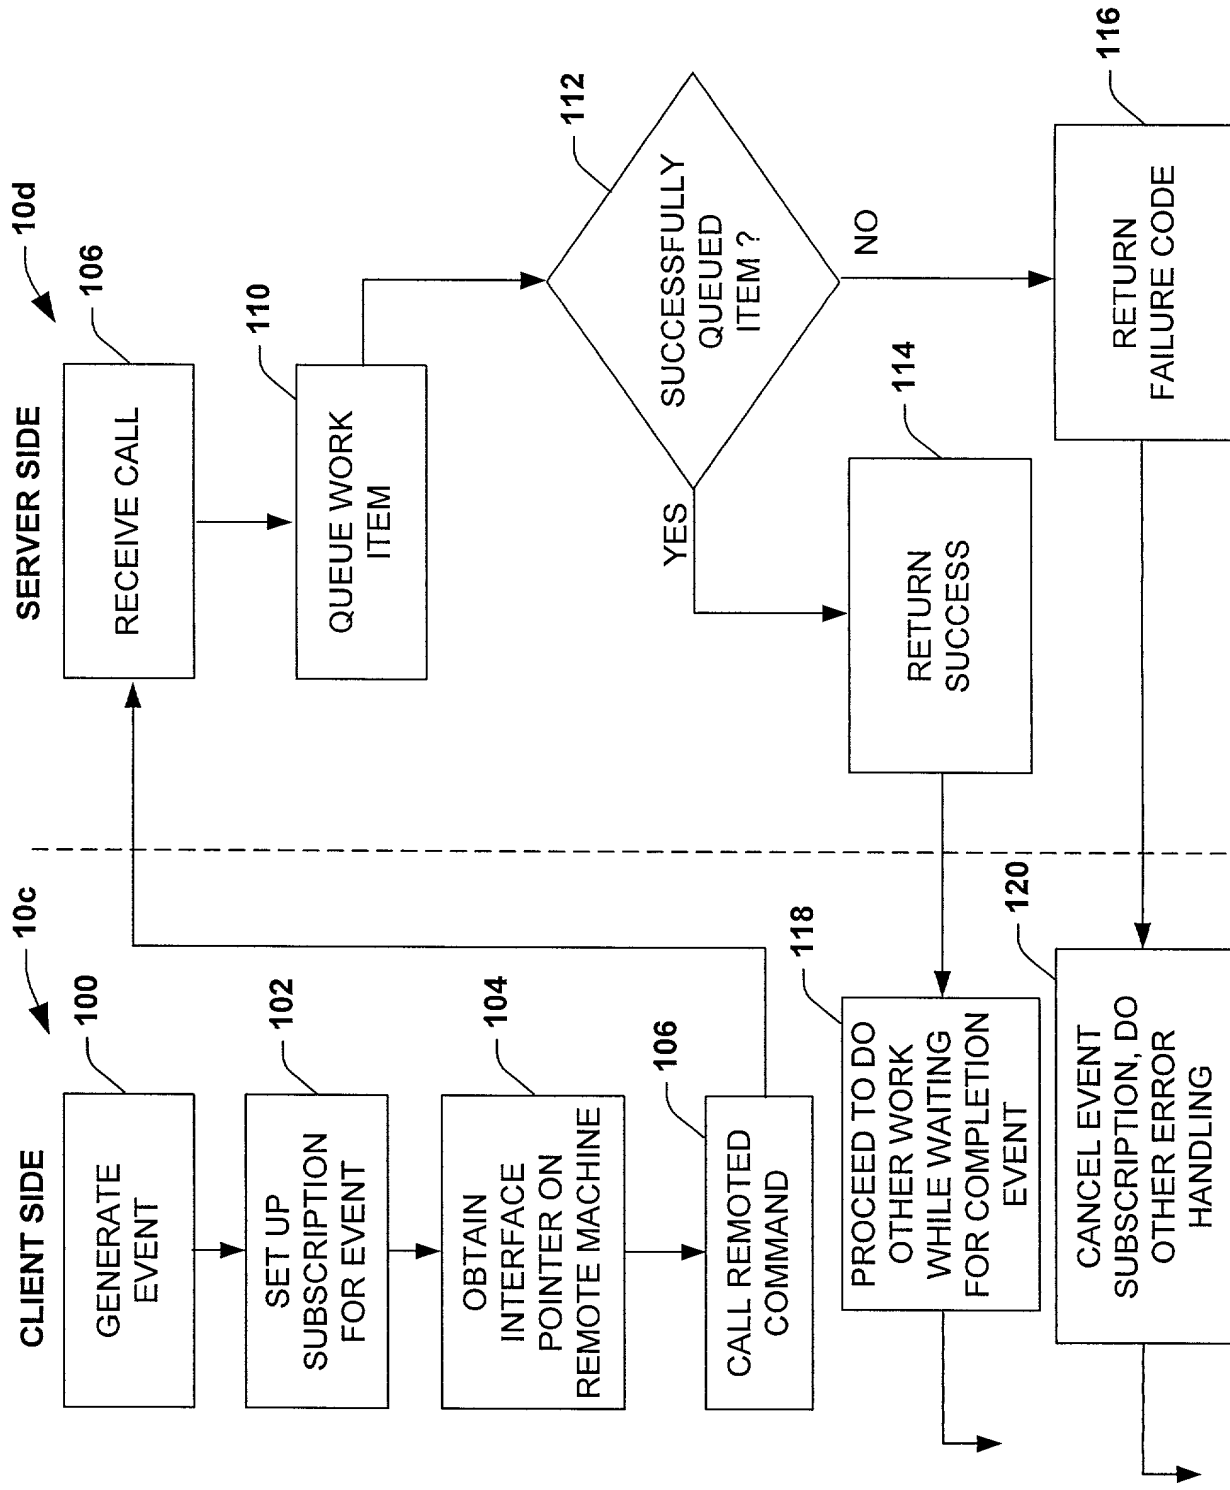 CLIENT SIDE
10c
100
GENERATE
EVENT
102
SET UP
SUBSCRIPTION
FOR EVENT
104
OBTAIN
INTERFACE
POINTER ON
REMOTE MACHINE
106
CALL REMOTED
COMMAND
118
PROCEED TO DO
OTHER WORK
WHILE WAITING
FOR COMPLETION
EVENT
120
CANCEL EVENT
SUBSCRIPTION, DO
OTHER ERROR
HANDLING
SERVER SIDE
10d
106
RECEIVE CALL
110
QUEUE WORK
ITEM
112
SUCCESSFULLY
QUEUED
ITEM ?
YES
NO
114
RETURN
SUCCESS
116
RETURN
FAILURE CODE